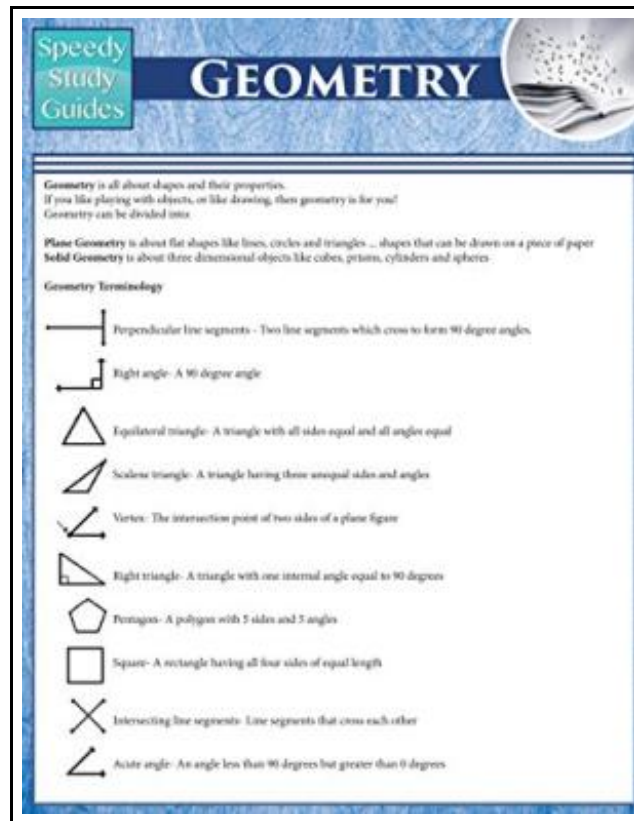 Speedy
Study
Guides
GEOMETRY
Geometry is all about shapes and their properties.
If you like playing with objects, or like drawing, then geometry is for you!
Geometry can be divided into:
Plane Geometry is about flat shapes like lines, circles and triangles ... shapes that can be drawn on a piece of paper
Solid Geometry is about three dimensional objects like cubes, prisms, cylinders and spheres
Geometry Terminology
Perpendicular line segments - Two line segments which cross to form 90 degree angles.
Right angle- A 90 degree angle
Equilateral triangle- A triangle with all sides equal and all angles equal
Scalene triangle- A triangle having three unequal sides and angles
Vertex- The intersection point of two sides of a plane figure
Right triangle- A triangle with one internal angle equal to 90 degrees
Pentagon- A polygon with 5 sides and 5 angles
Square- A rectangle having all four sides of equal length
Intersecting line segments- Line segments that cross each other
Acute angle- An angle less than 90 degrees but greater than 0 degrees